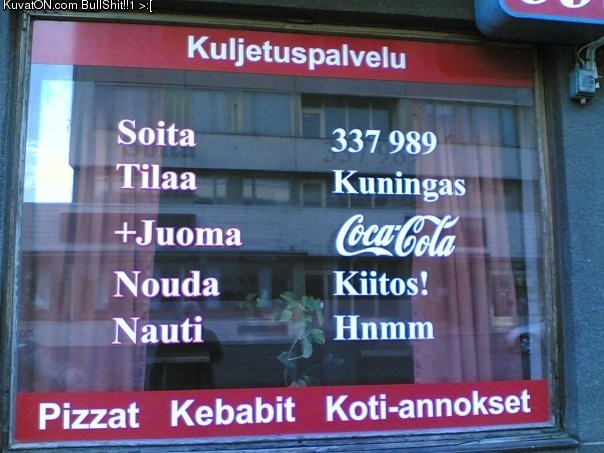 KuvatON.com BullShit!!1 >:[
Kuljetuspalvelu
Soita 337 989
Tilaa Kuningas
+Juoma Coca-Cola
Nouda Kiitos!
Nauti Hnmm
Pizzat Kebabit Koti-annokset